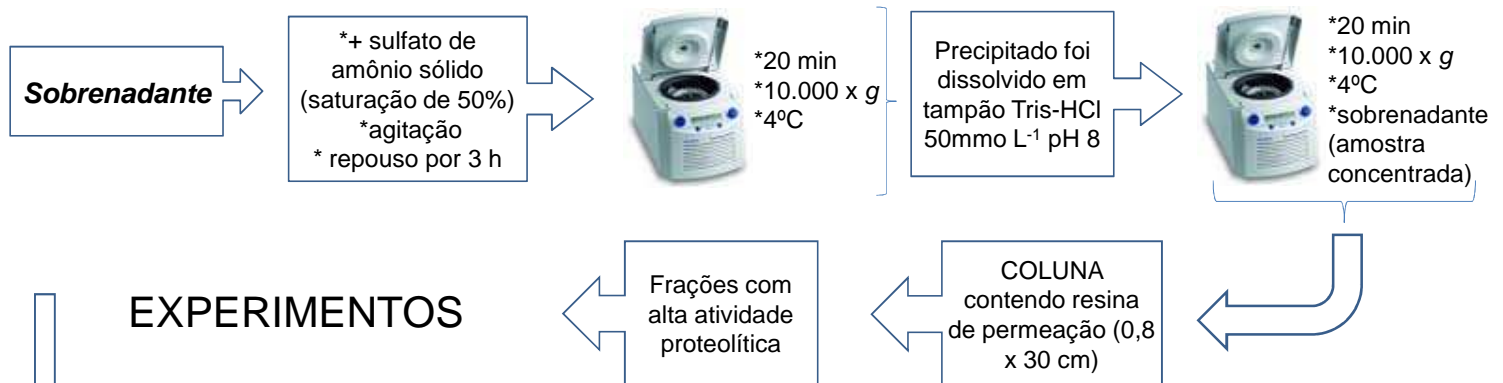 Sobrenadante
*+ sulfato de
amônio sólido
(saturação de 50%)
*agitação
* repouso por 3 h
*20 min
*10.000 x g
*4ºC
Precipitado foi
dissolvido em
tampão Tris-HCl
50mmo L-1 pH 8
*20 min
*10.000 x g
*4ºC
*sobrenadante
(amostra
concentrada)
COLUNA
contendo resina
de permeação (0,8
x 30 cm)
Frações com
alta atividade
proteolítica
EXPERIMENTOS